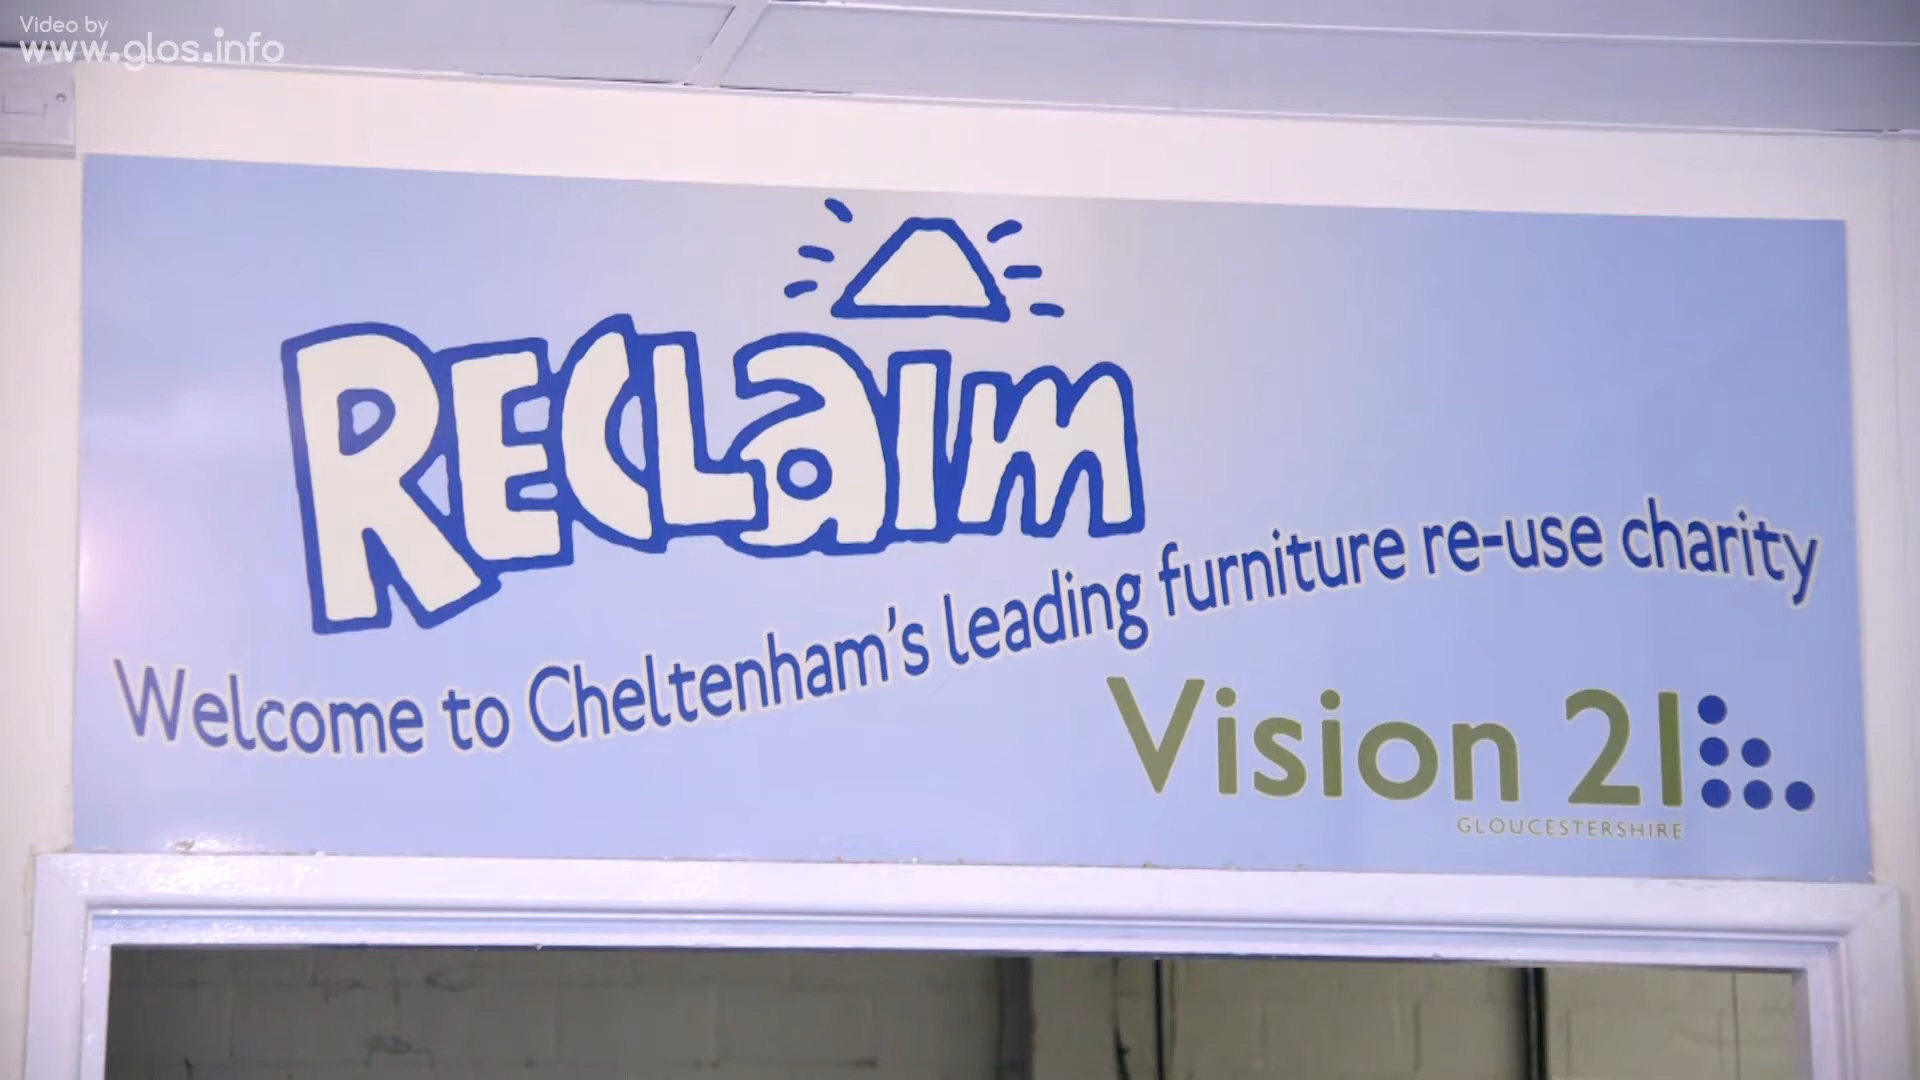 Video by
www.glos.info
RECLaIm
Welcome to Cheltenham's leading furniture re-use charity
Vision 21
GLOUCESTERSHIRE